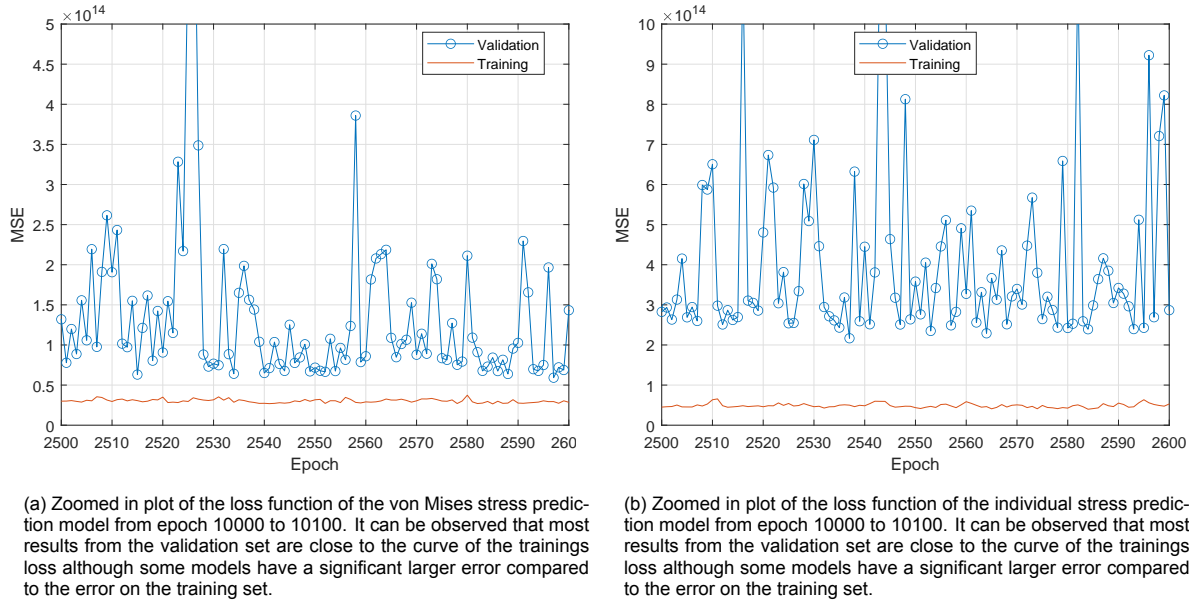 ×10^14
5
4.5
4
3.5
3
2.5
2
1.5
1
0.5
0
MSE
2500 2510 2520 2530 2540 2550 2560 2570 2580 2590 2600
Epoch
Validation
Training
(a) Zoomed in plot of the loss function of the von Mises stress predic-
tion model from epoch 10000 to 10100. It can be observed that most
results from the validation set are close to the curve of the trainings
loss although some models have a significant larger error compared
to the error on the training set.
×10^14
10
9
8
7
6
5
4
3
2
1
0
MSE
2500 2510 2520 2530 2540 2550 2560 2570 2580 2590 2600
Epoch
Validation
Training
(b) Zoomed in plot of the loss function of the individual stress predic-
tion model from epoch 10000 to 10100. It can be observed that most
results from the validation set are close to the curve of the trainings
loss although some models have a significant larger error compared
to the error on the training set.